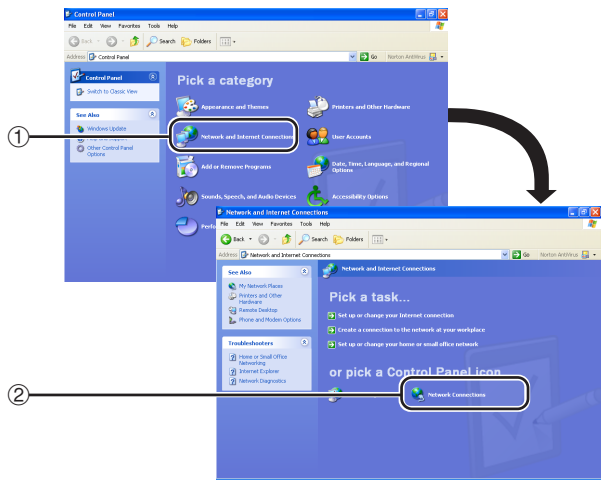 Control Panel
File Edit View Favorites Tools Help
Back Search Folders
Address Control Panel Go Norton AntiVirus
Control Panel
Switch to Classic View
See Also
Windows Update
Other Control Panel
Options
Pick a category
Appearance and Themes
Printers and Other Hardware
1
Network and Internet Connections
User Accounts
Add or Remove Programs
Date, Time, Language, and Regional
Options
Sounds, Speech, and Audio Devices
Accessibility Options
Network and Internet Connections
File Edit View Favorites Tools Help
Back Search Folders
Address Network and Internet Connections Go Norton AntiVirus
See Also
My Network Places
Printers and Other
Hardware
Remote Desktop
Phone and Modem Options
Troubleshooters
Home or Small Office
Networking
Internet Explorer
Network Diagnostics
Network and Internet Connections
Pick a task...
Set up or change your Internet connection
Create a connection to the network at your workplace
Set up or change your home or small office network
or pick a Control Panel icon
2
Network Connections